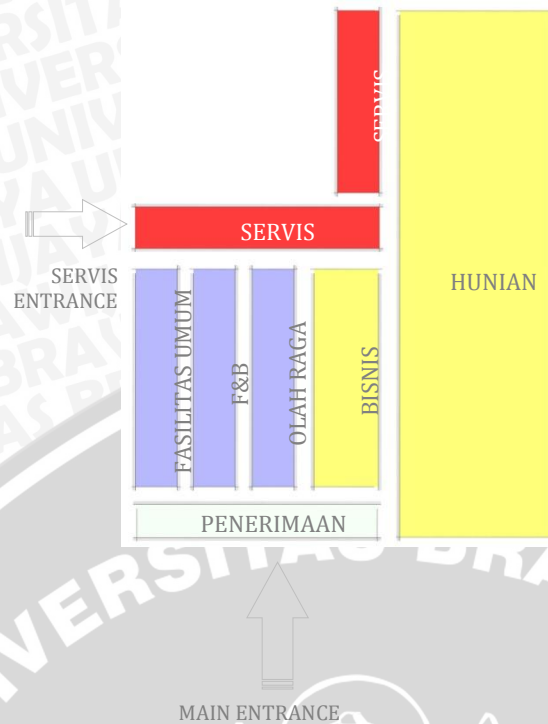 SERVIS
SERVIS
SERVIS
ENTRANCE
HUNIAN
FASILITAS UMUM
F&B
OLAH RAGA
BISNIS
PENERIMAAN
MAIN ENTRANCE